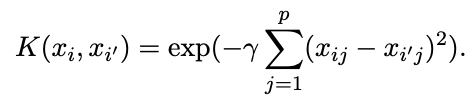 K(x_i, x_{i'}) = exp(−γ ∑_{j=1}^{p} (x_{ij} − x_{i'j})²).